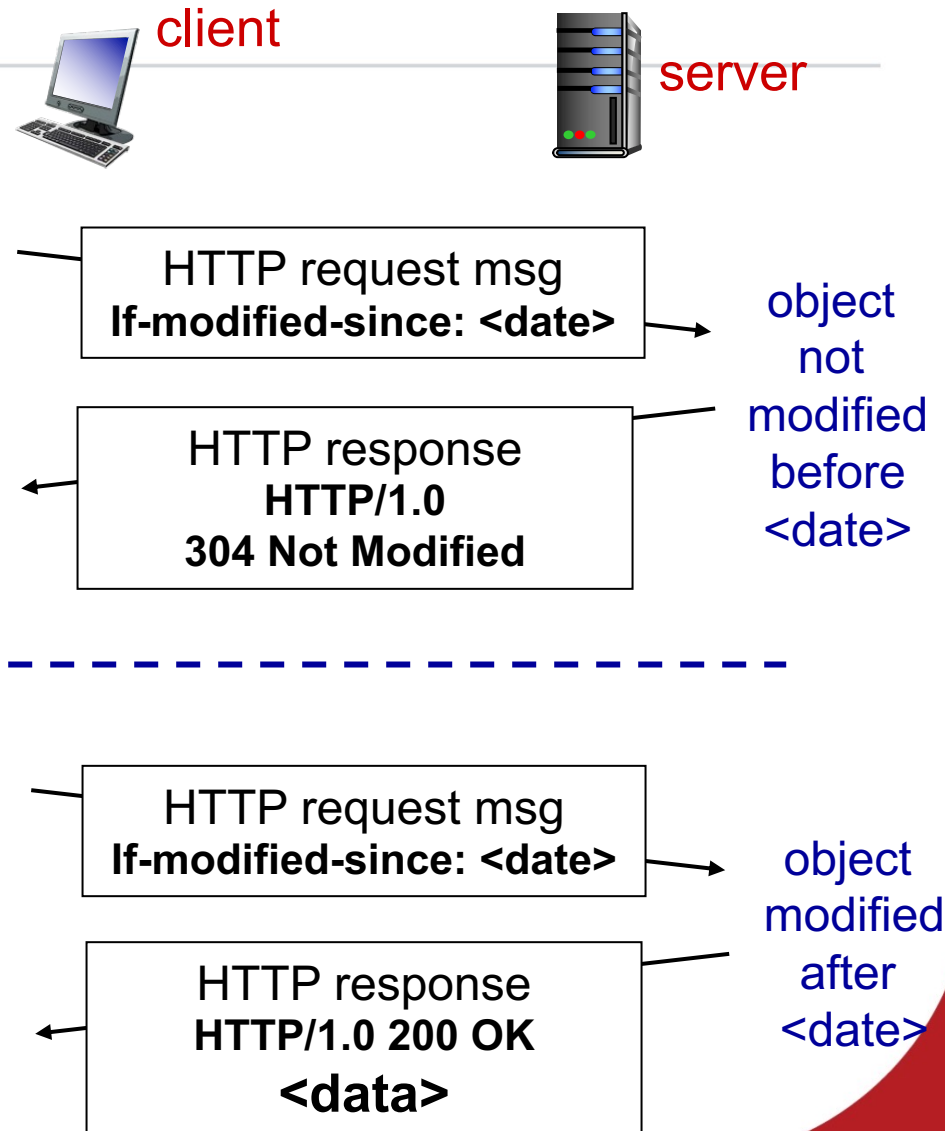 client
server
HTTP request msg
If-modified-since: <date>
object
not
modified
before
<date>
HTTP response
HTTP/1.0
304 Not Modified
HTTP request msg
If-modified-since: <date>
object
modified
after
<date>
HTTP response
HTTP/1.0 200 OK
<data>